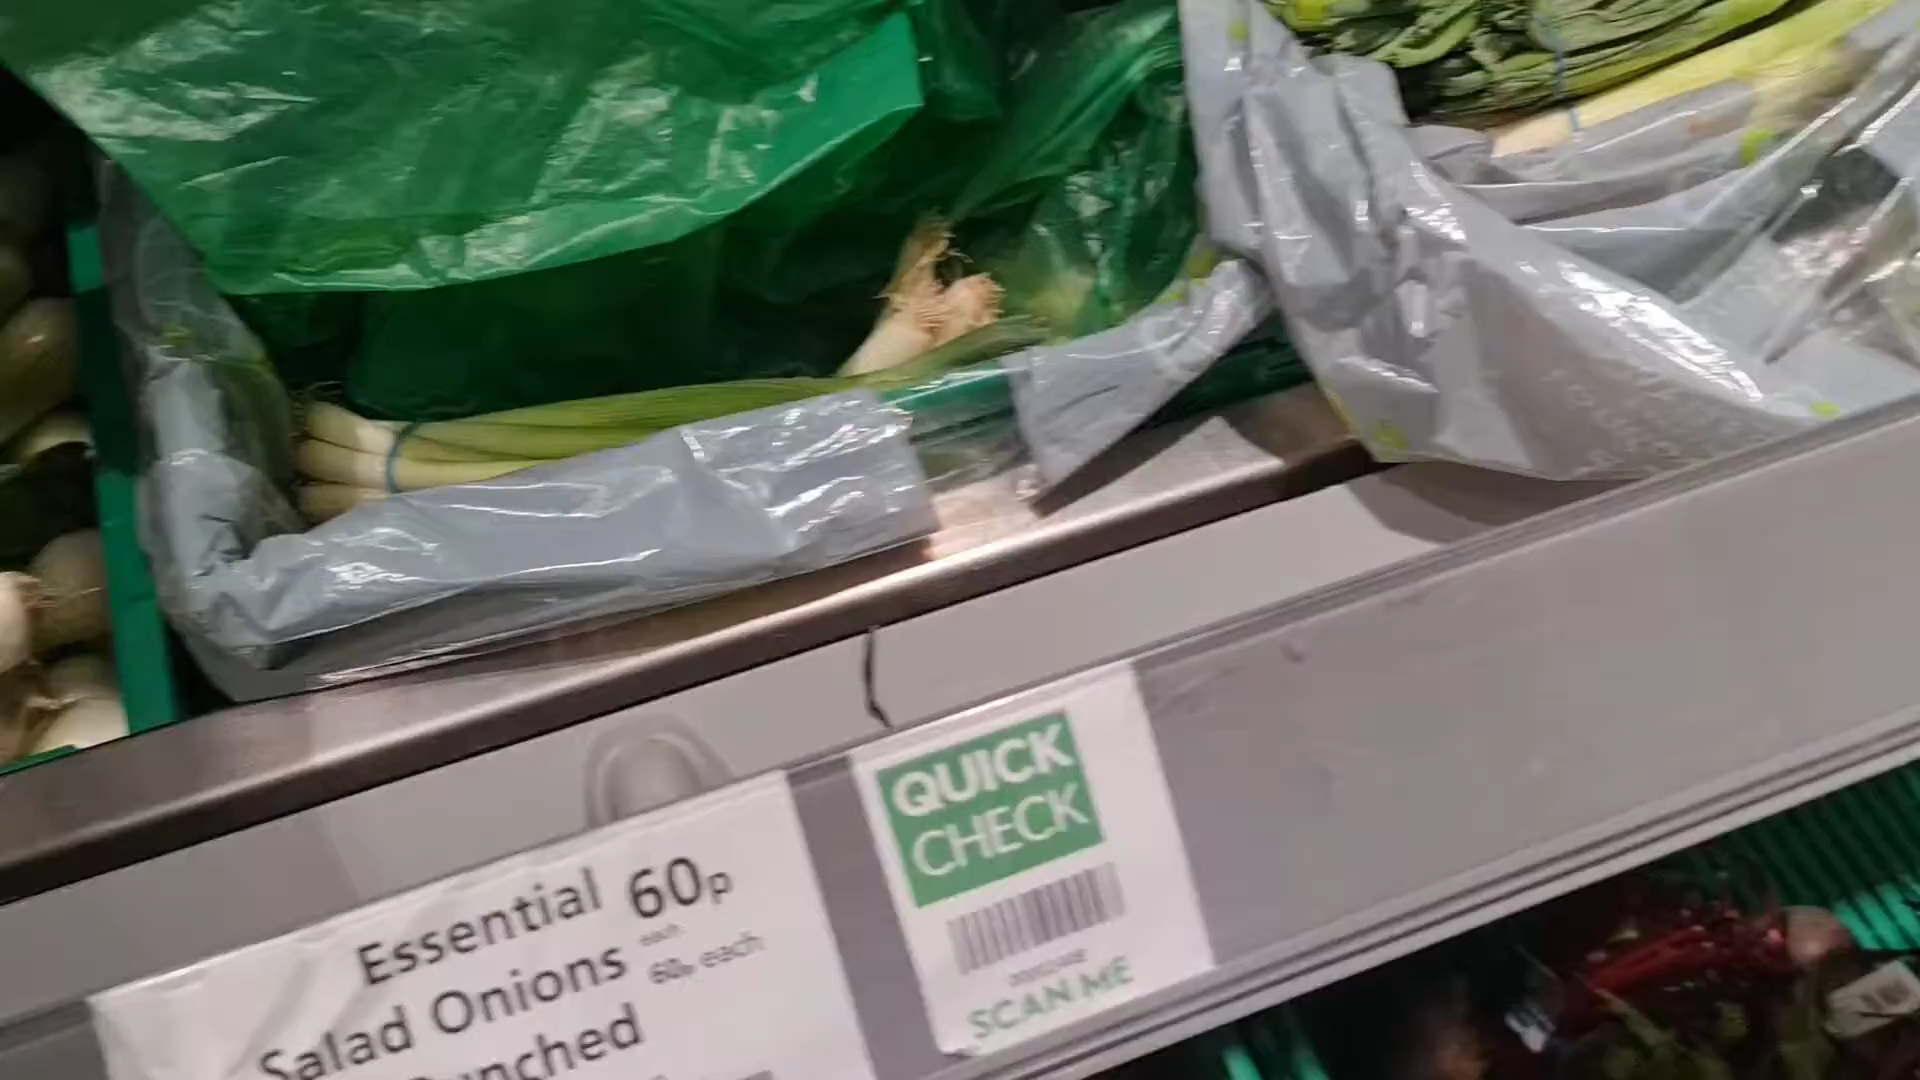 Essential 60p
each
Salad Onions 60p each
Bunched
QUICK
CHECK
SCAN ME